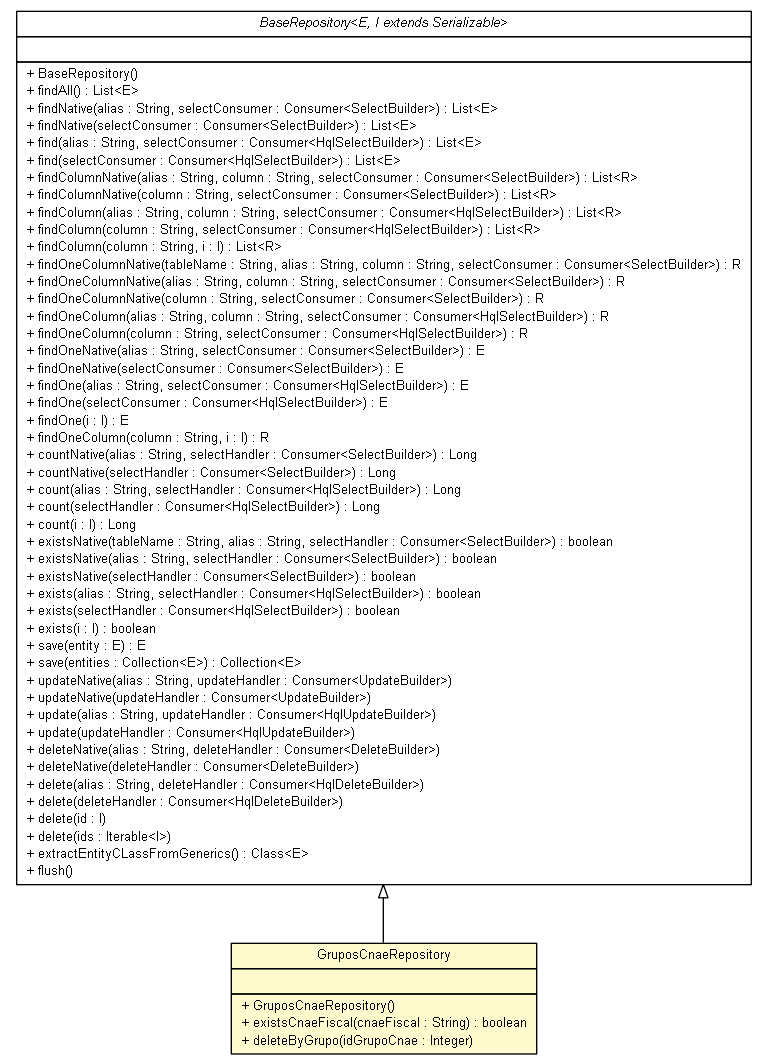 BaseRepository<E, I extends Serializable>
+ BaseRepository()
+ findAll() : List<E>
+ findNative(alias : String, selectConsumer : Consumer<SelectBuilder>) : List<E>
+ findNative(selectConsumer : Consumer<SelectBuilder>) : List<E>
+ find(alias : String, selectConsumer : Consumer<HqlSelectBuilder>) : List<E>
+ find(selectConsumer : Consumer<HqlSelectBuilder>) : List<E>
+ findColumnNative(alias : String, column : String, selectConsumer : Consumer<SelectBuilder>) : List<R>
+ findColumnNative(column : String, selectConsumer : Consumer<SelectBuilder>) : List<R>
+ findColumn(alias : String, column : String, selectConsumer : Consumer<HqlSelectBuilder>) : List<R>
+ findColumn(column : String, selectConsumer : Consumer<HqlSelectBuilder>) : List<R>
+ findColumn(column : String, i : I) : List<R>
+ findOneColumnNative(tableName : String, alias : String, column : String, selectConsumer : Consumer<SelectBuilder>) : R
+ findOneColumnNative(alias : String, column : String, selectConsumer : Consumer<SelectBuilder>) : R
+ findOneColumnNative(column : String, selectConsumer : Consumer<SelectBuilder>) : R
+ findOneColumn(alias : String, column : String, selectConsumer : Consumer<HqlSelectBuilder>) : R
+ findOneColumn(column : String, selectConsumer : Consumer<HqlSelectBuilder>) : R
+ findOneNative(alias : String, selectConsumer : Consumer<SelectBuilder>) : E
+ findOneNative(selectConsumer : Consumer<SelectBuilder>) : E
+ findOne(alias : String, selectConsumer : Consumer<HqlSelectBuilder>) : E
+ findOne(selectConsumer : Consumer<HqlSelectBuilder>) : E
+ findOne(i : I) : E
+ findOneColumn(column : String, i : I) : R
+ countNative(alias : String, selectHandler : Consumer<SelectBuilder>) : Long
+ countNative(selectHandler : Consumer<SelectBuilder>) : Long
+ count(alias : String, selectHandler : Consumer<HqlSelectBuilder>) : Long
+ count(selectHandler : Consumer<HqlSelectBuilder>) : Long
+ count(i : I) : Long
+ existsNative(tableName : String, alias : String, selectHandler : Consumer<SelectBuilder>) : boolean
+ existsNative(alias : String, selectHandler : Consumer<SelectBuilder>) : boolean
+ existsNative(selectHandler : Consumer<SelectBuilder>) : boolean
+ exists(alias : String, selectHandler : Consumer<HqlSelectBuilder>) : boolean
+ exists(selectHandler : Consumer<HqlSelectBuilder>) : boolean
+ exists(i : I) : boolean
+ save(entity : E) : E
+ save(entities : Collection<E>) : Collection<E>
+ updateNative(alias : String, updateHandler : Consumer<UpdateBuilder>)
+ updateNative(updateHandler : Consumer<UpdateBuilder>)
+ update(alias : String, updateHandler : Consumer<HqlUpdateBuilder>)
+ update(updateHandler : Consumer<HqlUpdateBuilder>)
+ deleteNative(alias : String, deleteHandler : Consumer<DeleteBuilder>)
+ deleteNative(deleteHandler : Consumer<DeleteBuilder>)
+ delete(alias : String, deleteHandler : Consumer<HqlDeleteBuilder>)
+ delete(deleteHandler : Consumer<HqlDeleteBuilder>)
+ delete(id : I)
+ delete(ids : Iterable<I>)
+ extractEntityCLassFromGenerics() : Class<E>
+ flush()
GruposCnaeRepository
+ GruposCnaeRepository()
+ existsCnaeFiscal(cnaeFiscal : String) : boolean
+ deleteByGrupo(idGrupoCnae : Integer)